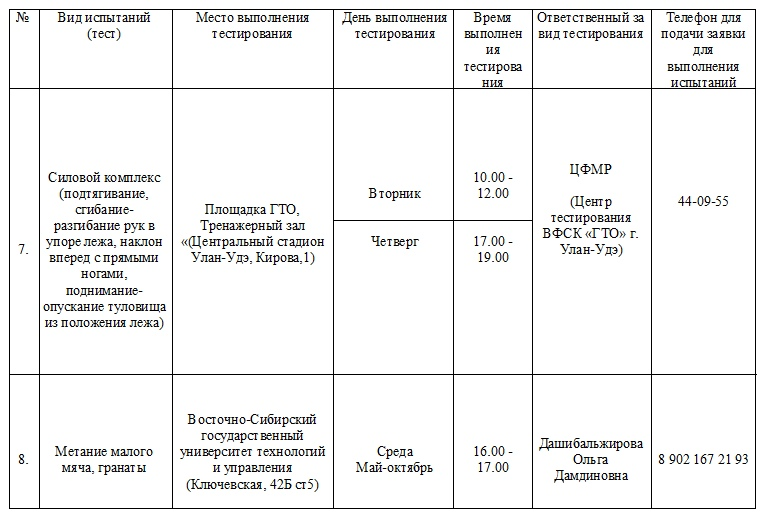 №
Вид испытаний
(тест)
Место выполнения
тестирования
День выполнения
тестирования
Время
выполнен
ия
тестирова
ния
Ответственный за
вид тестирования
Телефон для
подачи заявки
для
выполнения
испытаний
7.
Силовой комплекс
(подтягивание,
сгибание-
разгибание рук в
упоре лежа, наклон
вперед с прямыми
ногами,
поднимание-
опускание туловища
из положения лежа)
Площадка ГТО,
Тренажерный зал
«(Центральный стадион
Улан-Удэ, Кирова,1)
Вторник
10.00 -
12.00
Четверг
17.00 -
19.00
ЦФМР
(Центр
тестирования
ВФСК «ГТО» г.
Улан-Удэ)
44-09-55
8.
Метание малого
мяча, гранаты
Восточно-Сибирский
государственный
университет технологий
и управления
(Ключевская, 42Б ст5)
Среда
Май-октябрь
16.00 -
17.00
Дашибальжирова
Ольга
Дамдиновна
8 902 167 21 93